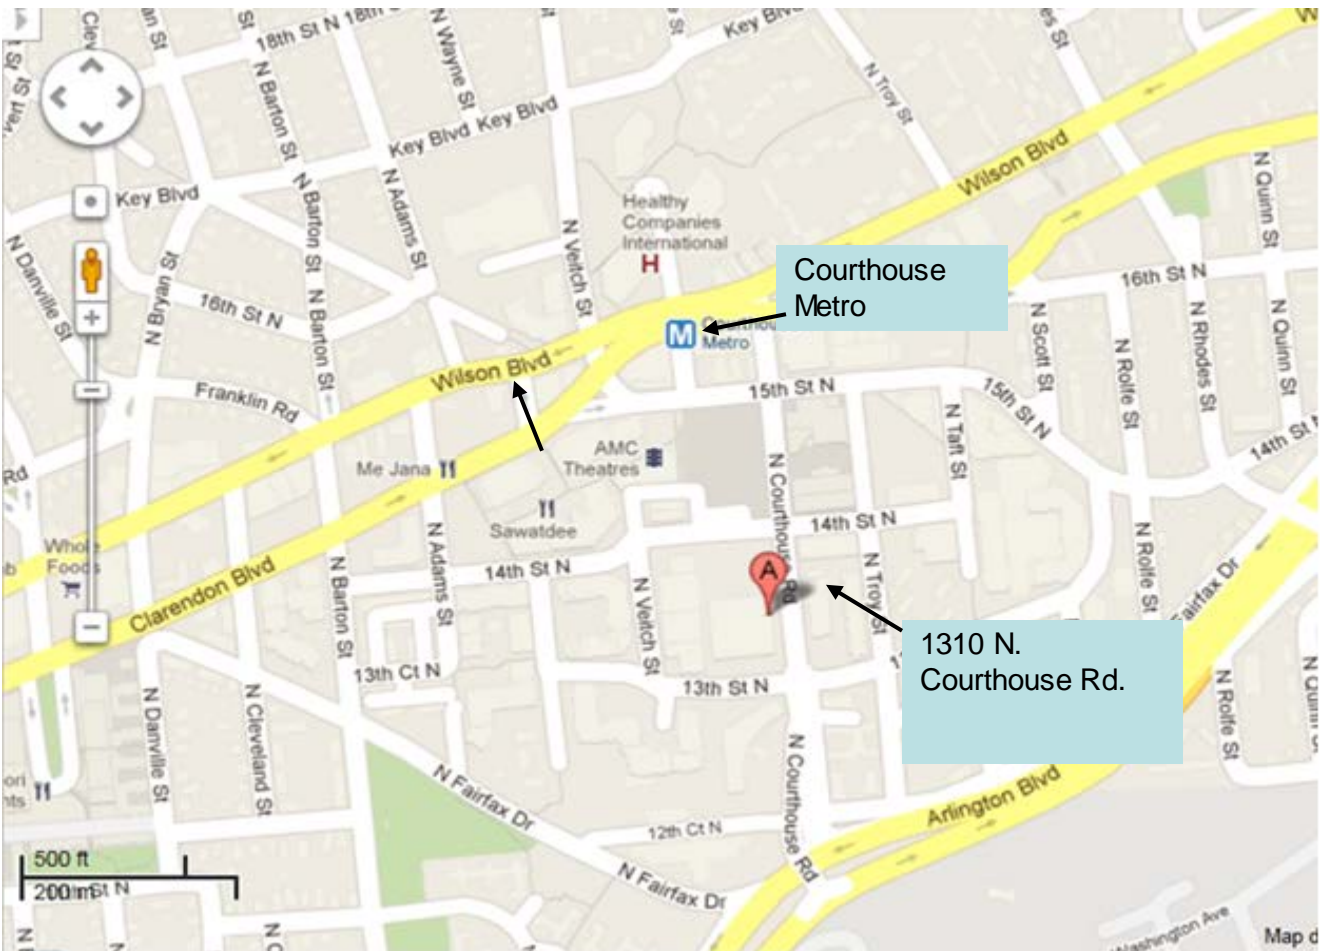 18th St N
18th
N Wayne St
Key Blvd
N Troy St
N Barton St
Key Blvd
Key Blvd
Wilson Blvd
N Quinn St
Key Blvd
N Barton St
N Adams St
Healthy
Companies
International
H
N Veitch St
N Danville St
N Bryan St
Courthouse
Metro
16th St N
16th St N
N Barton St
M
Metro
N Scott St
N Rhodes St
N Quinn St
N Rolfe St
Wilson Blvd
Franklin Rd
15th St N
15th St N
N Taft St
14th St N
Rd
Me Jana
AMC
Theatres
N Courthouse Rd
Sawatdee
14th St N
Whole
Foods
N Adams St
14th St N
A
N Troy St
N Rolfe St
Fairfax Dr
Clarendon Blvd
N Barton St
N Veitch St
1310 N.
Courthouse Rd.
13th Ct N
13th St N
N Danville St
N Cleveland St
N Rolfe St
N Courthouse Rd
N Fairfax Dr
Arlington Blvd
12th Ct N
500 ft
200 m
St N
N Fairfax Dr
Washington Ave
Map